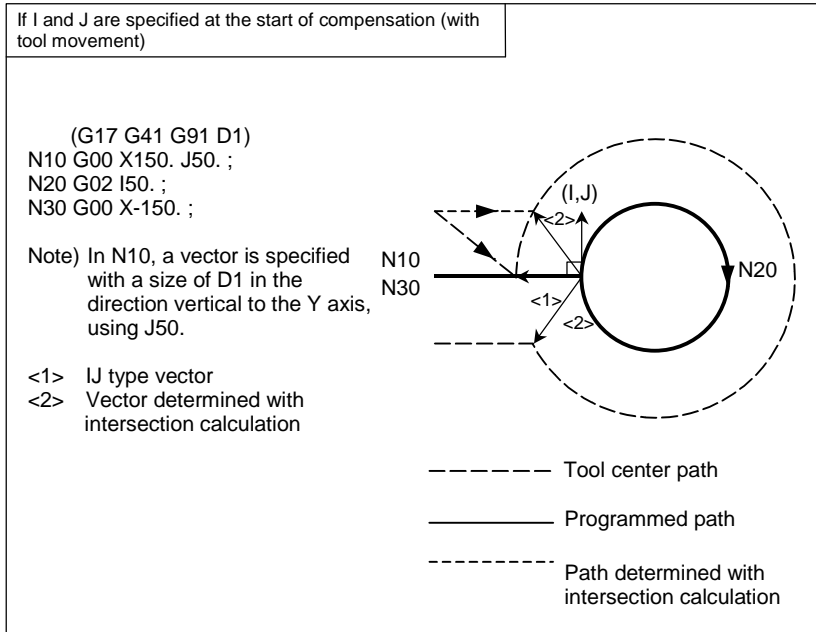 If I and J are specified at the start of compensation (with
tool movement)
(G17 G41 G91 D1)
N10 G00 X150. J50. ;
N20 G02 I50. ;
N30 G00 X-150. ;
Note) In N10, a vector is specified
with a size of D1 in the
direction vertical to the Y axis,
using J50.
<1> IJ type vector
<2> Vector determined with
intersection calculation
(I,J)
<2>
N10
N30
N20
<1>
<2>
Tool center path
Programmed path
Path determined with
intersection calculation